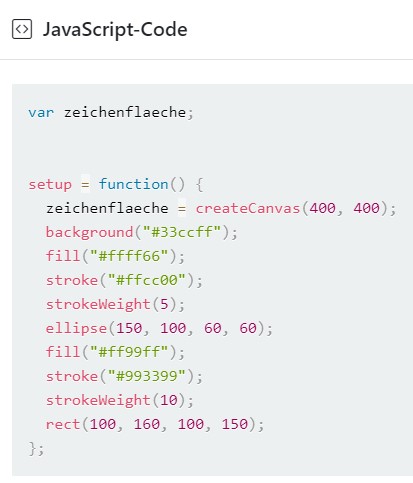 JavaScript-Code
var zeichenflaeche;
setup = function() {
  zeichenflaeche = createCanvas(400, 400);
  background("#33ccff");
  fill("#ffff66");
  stroke("#ffcc00");
  strokeWeight(5);
  ellipse(150, 100, 60, 60);
  fill("#ff99ff");
  stroke("#993399");
  strokeWeight(10);
  rect(100, 160, 100, 150);
};